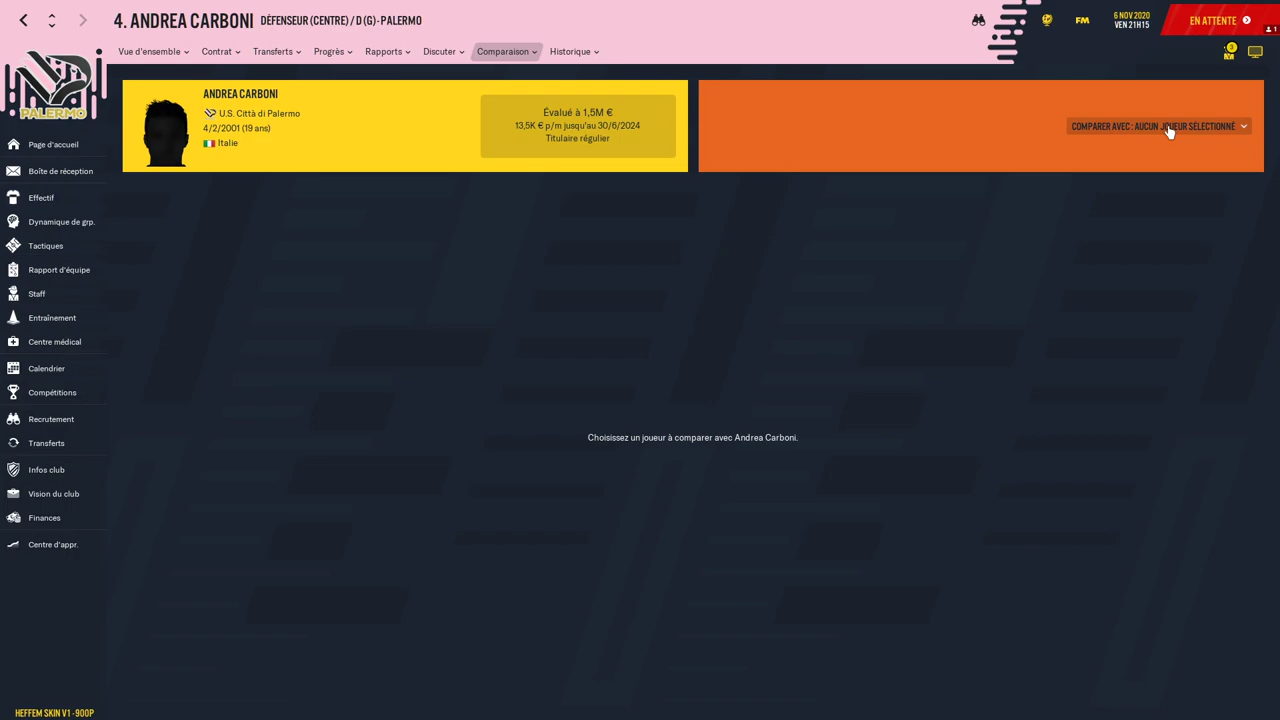 4. ANDREA CARBONI DÉFENSEUR (CENTRE) / D (G) - PALERMO
6 NOV 2020
VEN 21H15
EN ATTENTE
1
Vue d'ensemble
Contrat
Transferts
Progrès
Rapports
Discuter
Comparaison
Historique
3
PALERMO
ANDREA CARBONI
U.S. Città di Palermo
4/2/2001 (19 ans)
Italie
Évalué à 1,5M €
13,5K € p/m jusqu'au 30/6/2024
Titulaire régulier
COMPARER AVEC : AUCUN JOUEUR SÉLECTIONNÉ
Page d'accueil
Boîte de réception
Effectif
Dynamique de grp.
Tactiques
Rapport d'équipe
Staff
Entraînement
Centre médical
Calendrier
Compétitions
Recrutement
Transferts
Infos club
Vision du club
Finances
Centre d'appr.
Choisissez un joueur à comparer avec Andrea Carboni.
FM
HEFFEM SKIN V1 - 900P